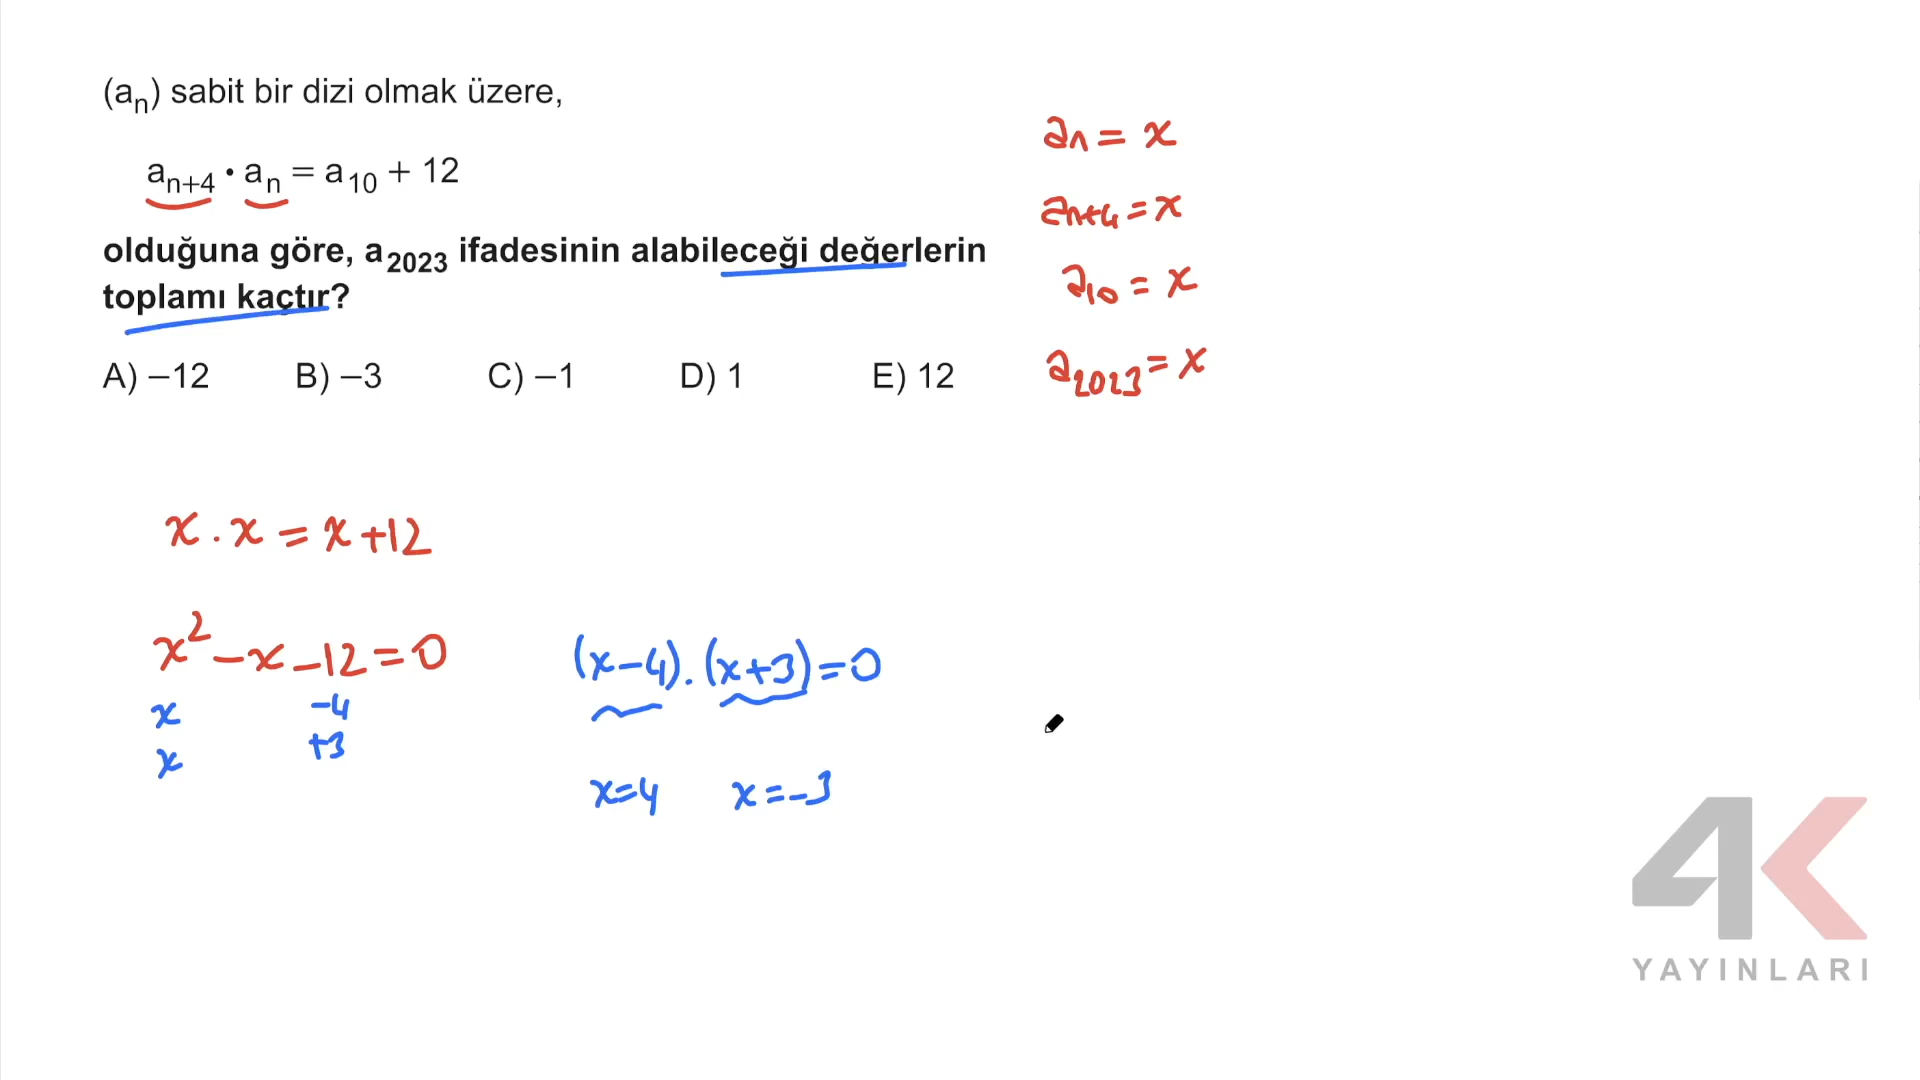 (aₙ) sabit bir dizi olmak üzere,
aₙ₊₄ • aₙ = a₁₀ + 12
olduğuna göre, a₂₀₂₃ ifadesinin alabileceği değerlerin
toplamı kaçtır?
A) –12 B) –3 C) –1 D) 1 E) 12
aₙ = x
aₙ₊₄ = x
a₁₀ = x
a₂₀₂₃ = x
x . x = x + 12
x² – x – 12 = 0
x –4
x +3
(x–4) . (x+3) = 0
x=4 x=–3
4K
YAYINLARI